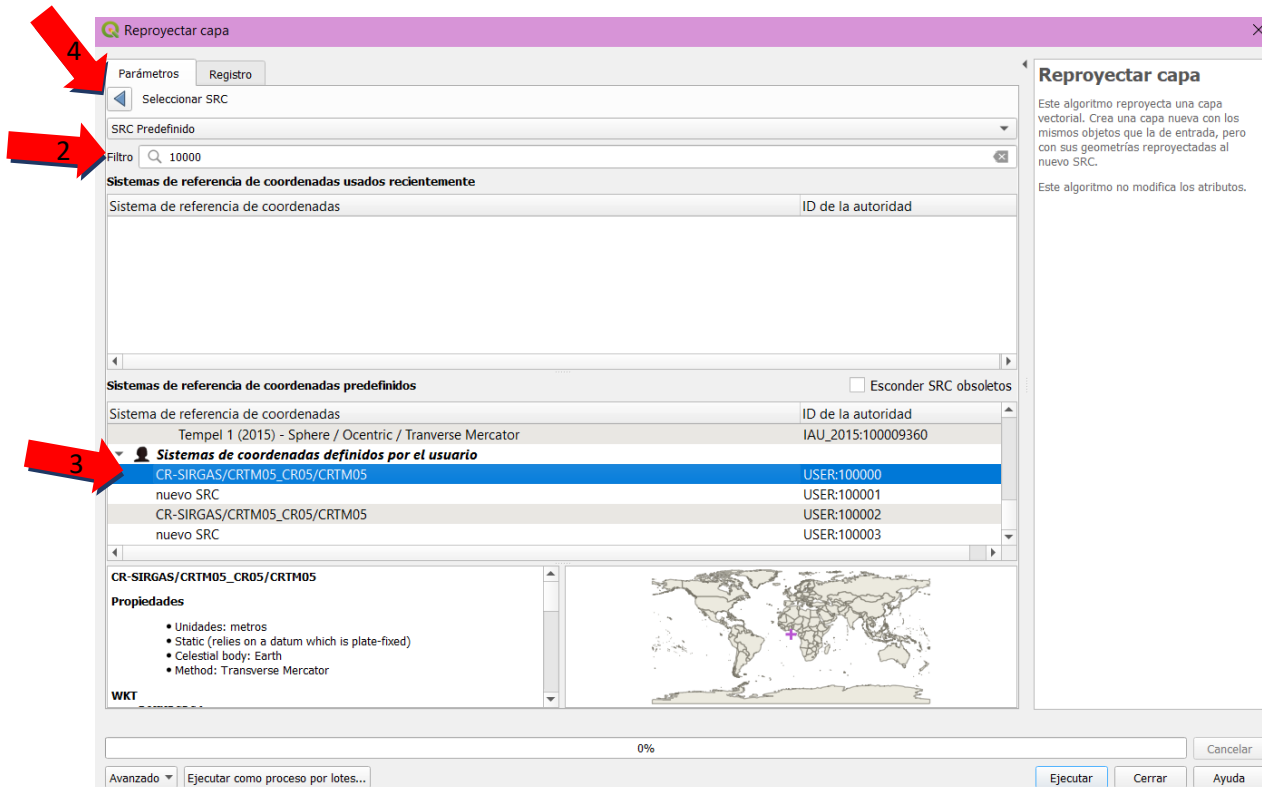 Reproyectar capa
4
Parámetros Registro
Seleccionar SRC
SRC Predefinido
2
Filtro 10000
Sistemas de referencia de coordenadas usados recientemente
Sistema de referencia de coordenadas ID de la autoridad
Sistemas de referencia de coordenadas predefinidos Esconder SRC obsoletos
Sistema de referencia de coordenadas ID de la autoridad
Tempel 1 (2015) - Sphere / Ocentric / Tranverse Mercator IAU_2015:100009360
Sistemas de coordenadas definidos por el usuario
3
CR-SIRGAS/CRTM05_CR05/CRTM05 USER:100000
nuevo SRC USER:100001
CR-SIRGAS/CRTM05_CR05/CRTM05 USER:100002
nuevo SRC USER:100003
CR-SIRGAS/CRTM05_CR05/CRTM05
Propiedades
• Unidades: metros
• Static (relies on a datum which is plate-fixed)
• Celestial body: Earth
• Method: Transverse Mercator
WKT
Reproyectar capa
Este algoritmo reproyecta una capa
vectorial. Crea una capa nueva con los
mismos objetos que la de entrada, pero
con sus geometrías reproyectadas al
nuevo SRC.
Este algoritmo no modifica los atributos.
0% Cancelar
Avanzado Ejecutar como proceso por lotes... Ejecutar Cerrar Ayuda